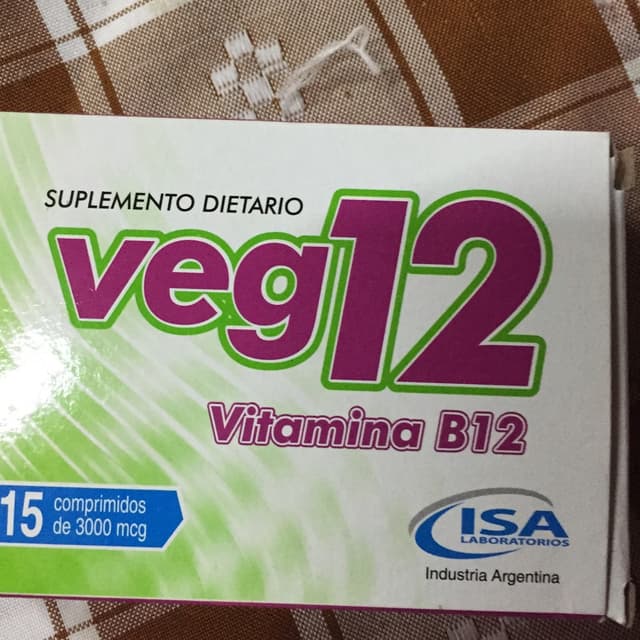 SUPLEMENTO DIETARIO
veg12
Vitamina B12
15 comprimidos
de 3000 mcg
ISA
LABORATORIOS
Industria Argentina